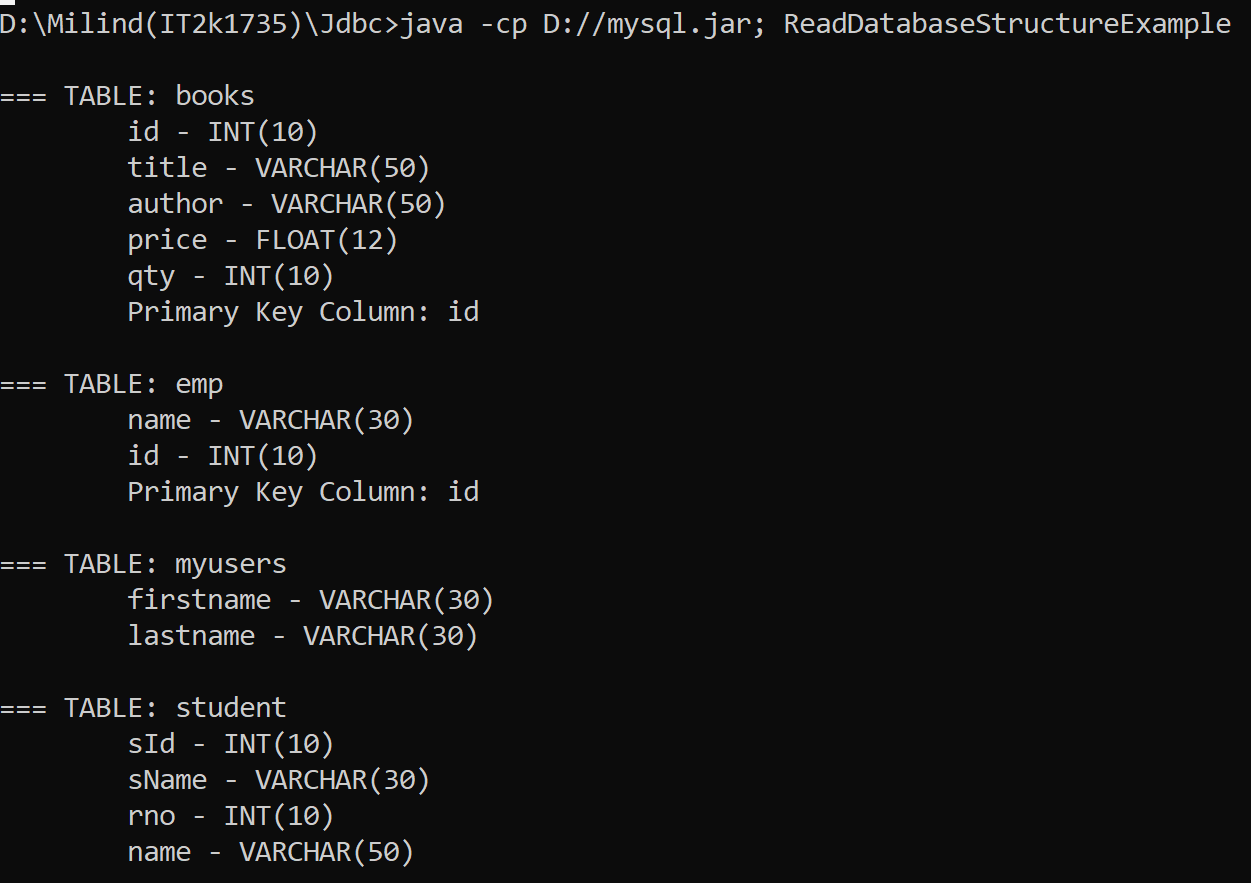 D:\Milind(IT2k1735)\Jdbc>java -cp D://mysql.jar; ReadDatabaseStructureExample
=== TABLE: books
id - INT(10)
title - VARCHAR(50)
author - VARCHAR(50)
price - FLOAT(12)
qty - INT(10)
Primary Key Column: id
=== TABLE: emp
name - VARCHAR(30)
id - INT(10)
Primary Key Column: id
=== TABLE: myusers
firstname - VARCHAR(30)
lastname - VARCHAR(30)
=== TABLE: student
sId - INT(10)
sName - VARCHAR(30)
rno - INT(10)
name - VARCHAR(50)